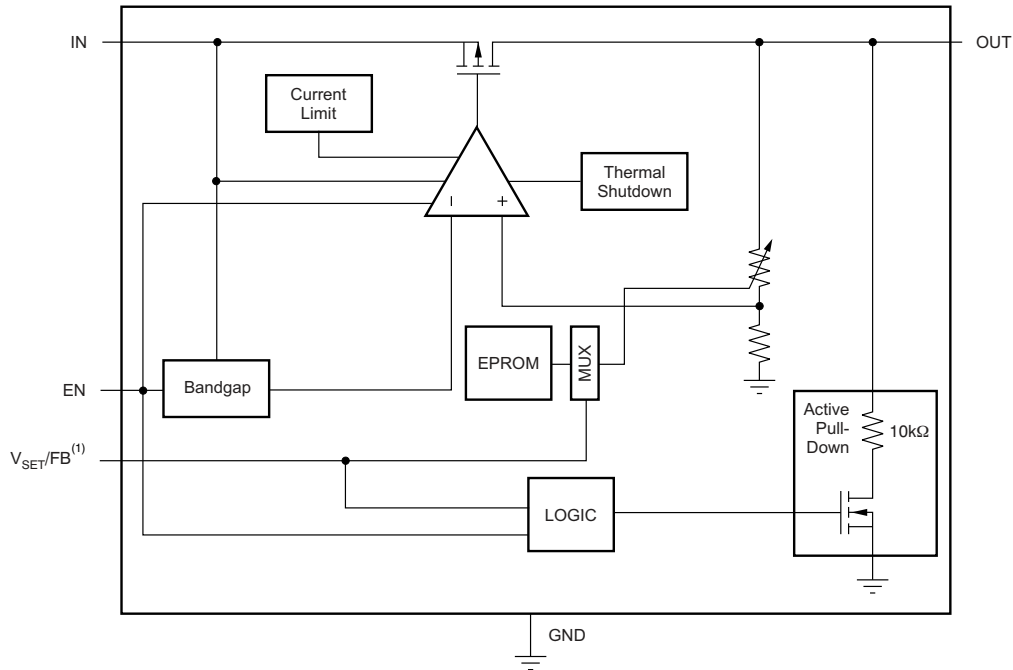 IN
OUT
Current
Limit
Thermal
Shutdown
EPROM
MUX
EN
Bandgap
Active
Pull-
Down
10kΩ
V_SET/FB(1)
LOGIC
GND